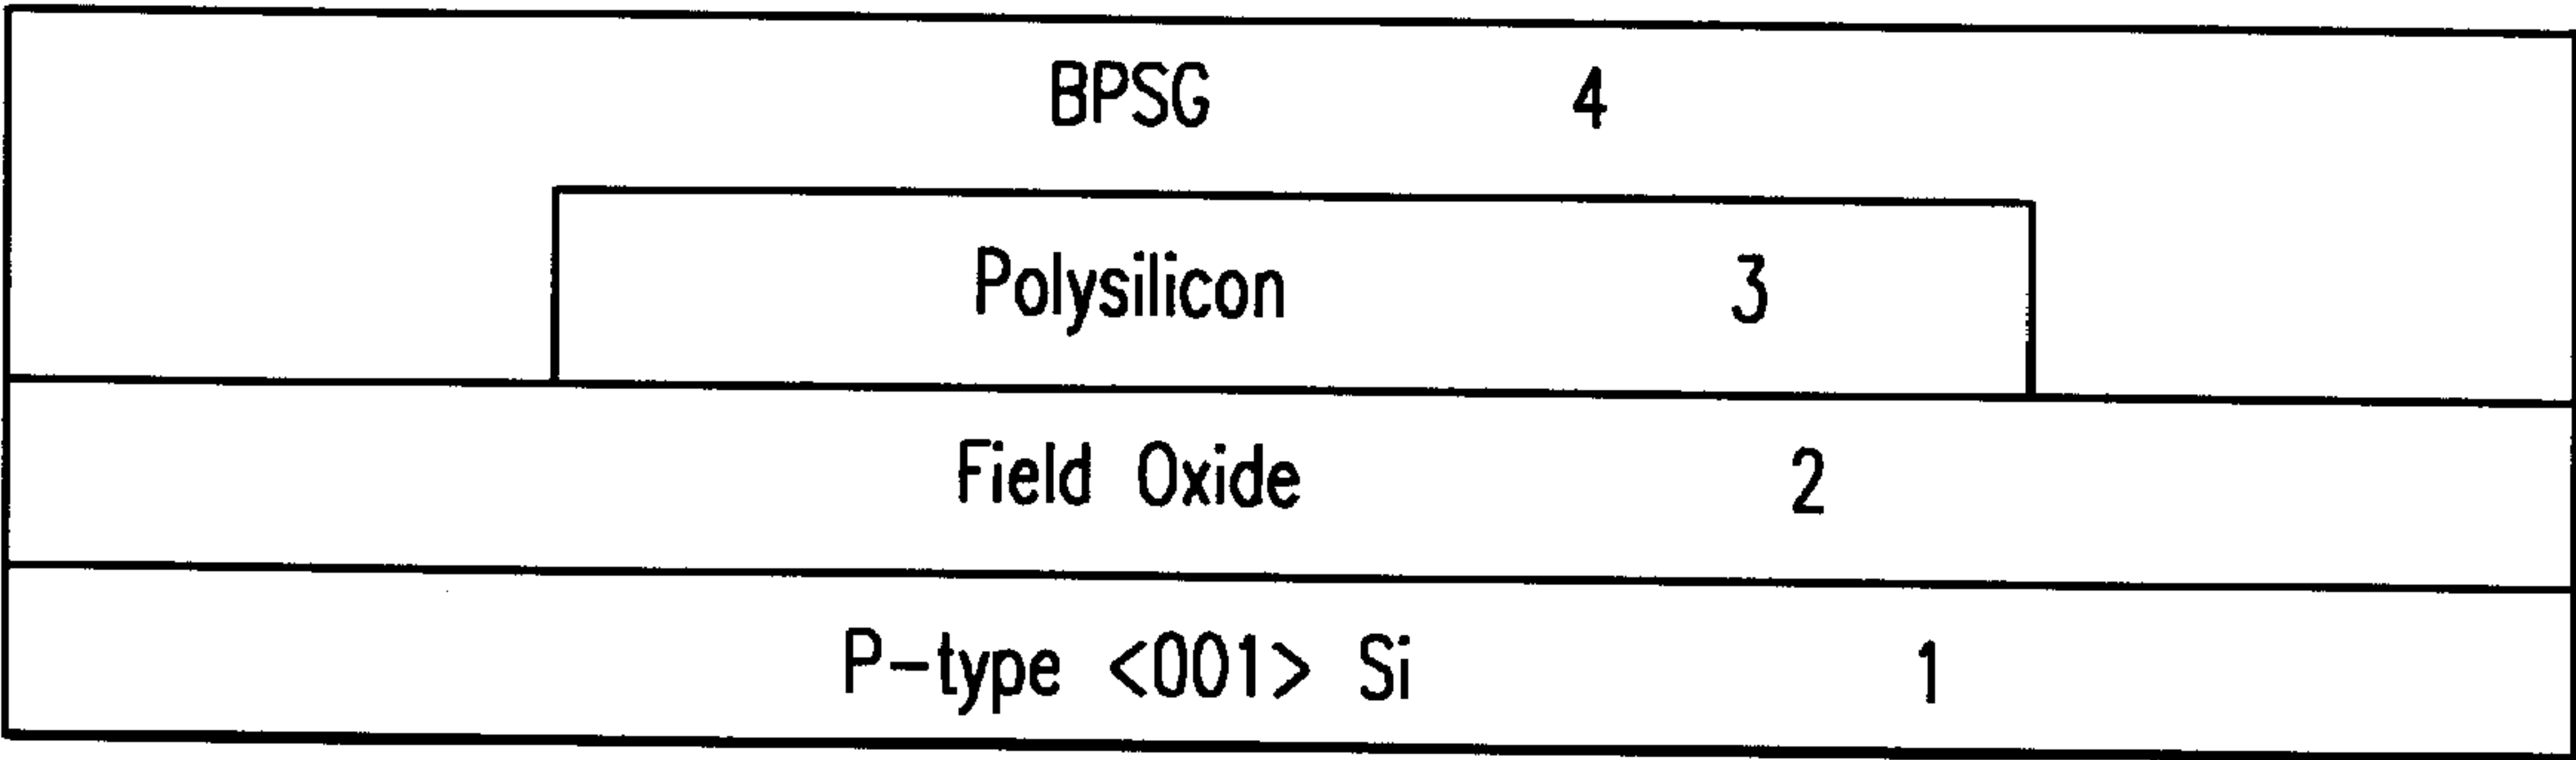 BPSG 4
Polysilicon 3
Field Oxide 2
P-type <001> Si 1